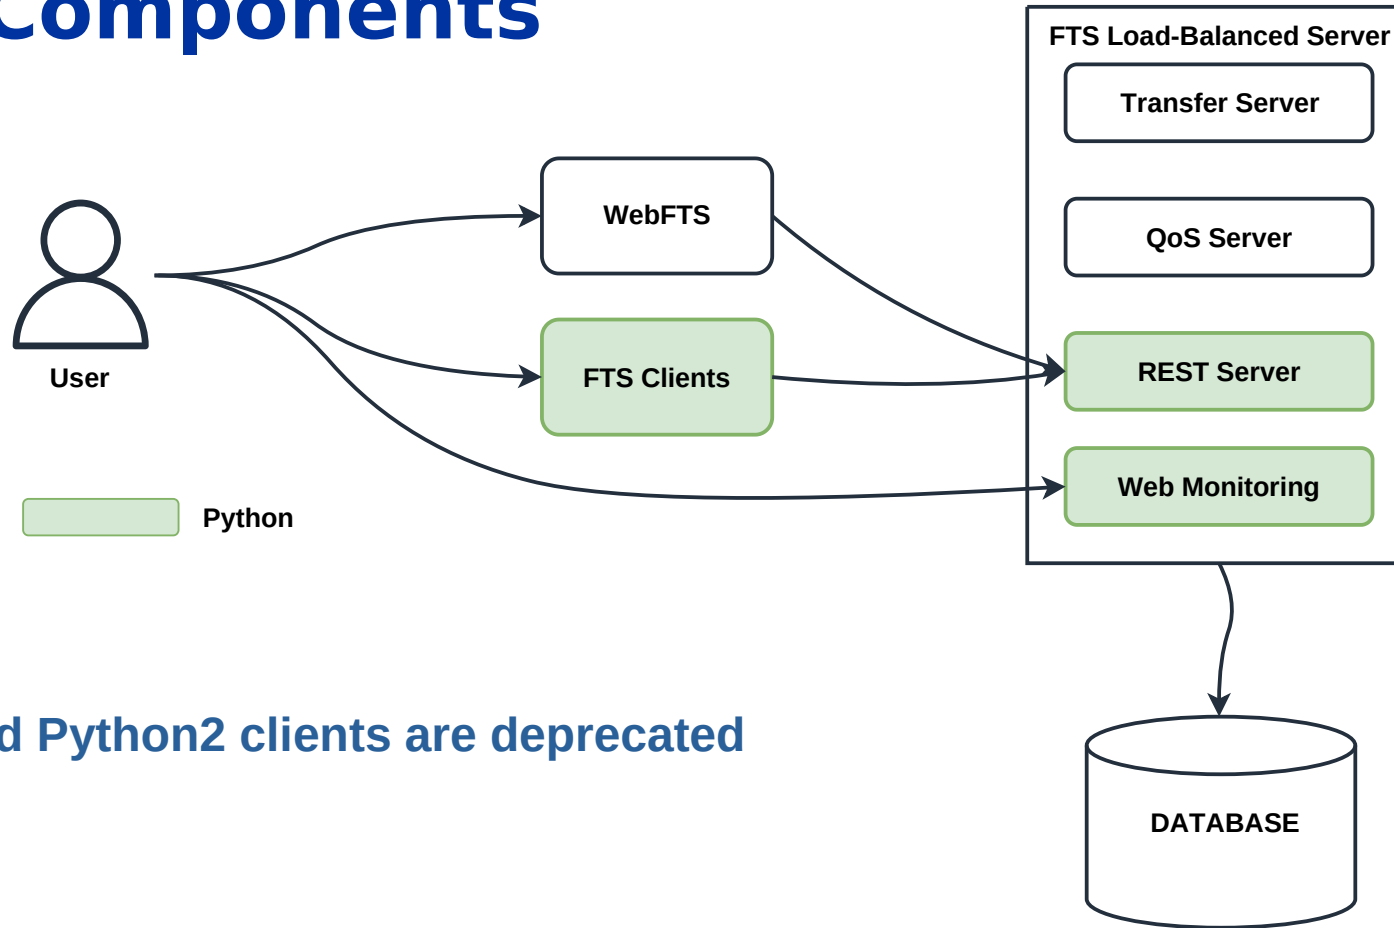 Components
FTS Load-Balanced Server
Transfer Server
WebFTS
QoS Server
User
FTS Clients
REST Server
Web Monitoring
Python
d Python2 clients are deprecated
DATABASE